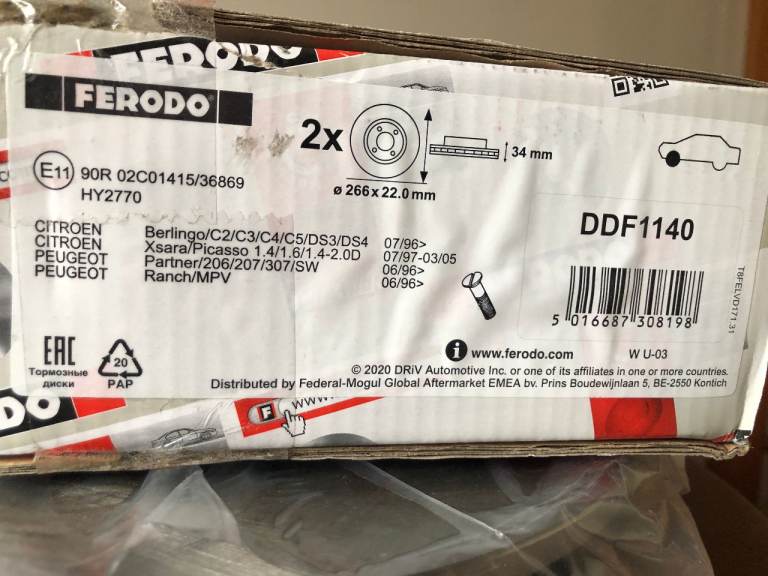 FERODO
FERODO
2x
34 mm
ø 266 x 22.0 mm
E11
90R 02C01415/36869
HY2770
CITROEN Berlingo/C2/C3/C4/C5/DS3/DS4 07/96>
CITROEN Xsara/Picasso 1.4/1.6/1.4-2.0D 07/97-03/05
PEUGEOT Partner/206/207/307/SW 06/96>
PEUGEOT Ranch/MPV 06/96>
DDF1140
5 016687 308198
T8FELVD171.31
EAC
Тормозные
диски
20
PAP
i www.ferodo.com
W U-03
© 2020 DRiV Automotive Inc. or one of its affiliates in one or more countries.
Distributed by Federal-Mogul Global Aftermarket EMEA bv. Prins Boudewijnlaan 5, BE-2550 Kontich
DO
F
www.